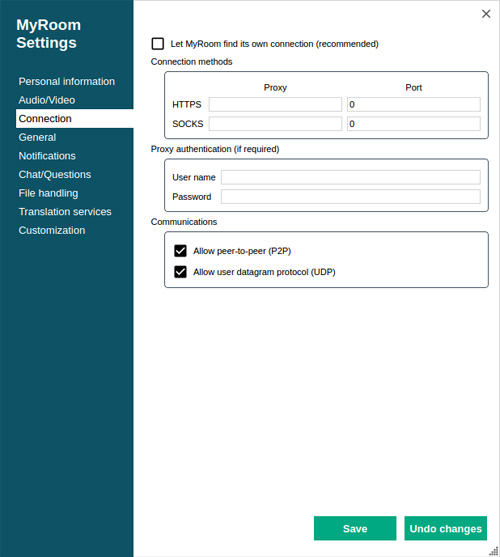 MyRoom
Settings
Personal information
Audio/Video
Connection
General
Notifications
Chat/Questions
File handling
Translation services
Customization
Let MyRoom find its own connection (recommended)
Connection methods
Proxy Port
HTTPS 0
SOCKS 0
Proxy authentication (if required)
User name
Password
Communications
Allow peer-to-peer (P2P)
Allow user datagram protocol (UDP)
Save Undo changes